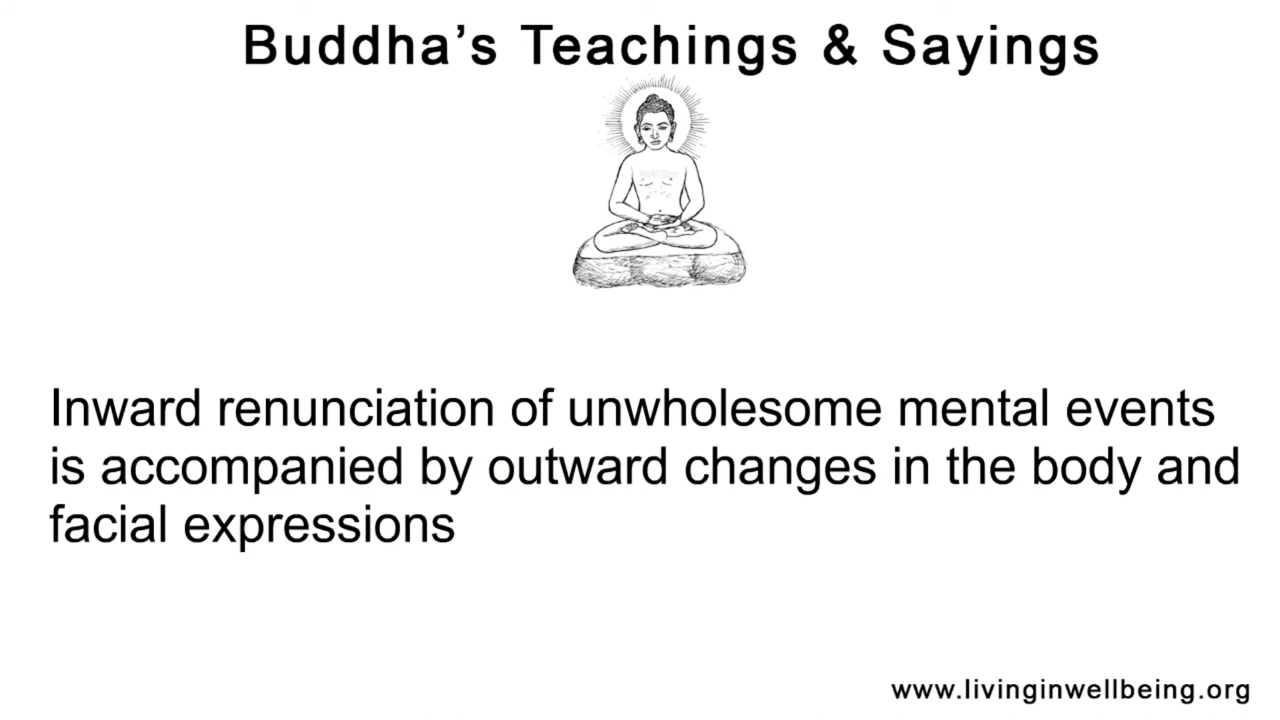 Buddha’s Teachings & Sayings
Inward renunciation of unwholesome mental events
is accompanied by outward changes in the body and
facial expressions
www.livinginwellbeing.org